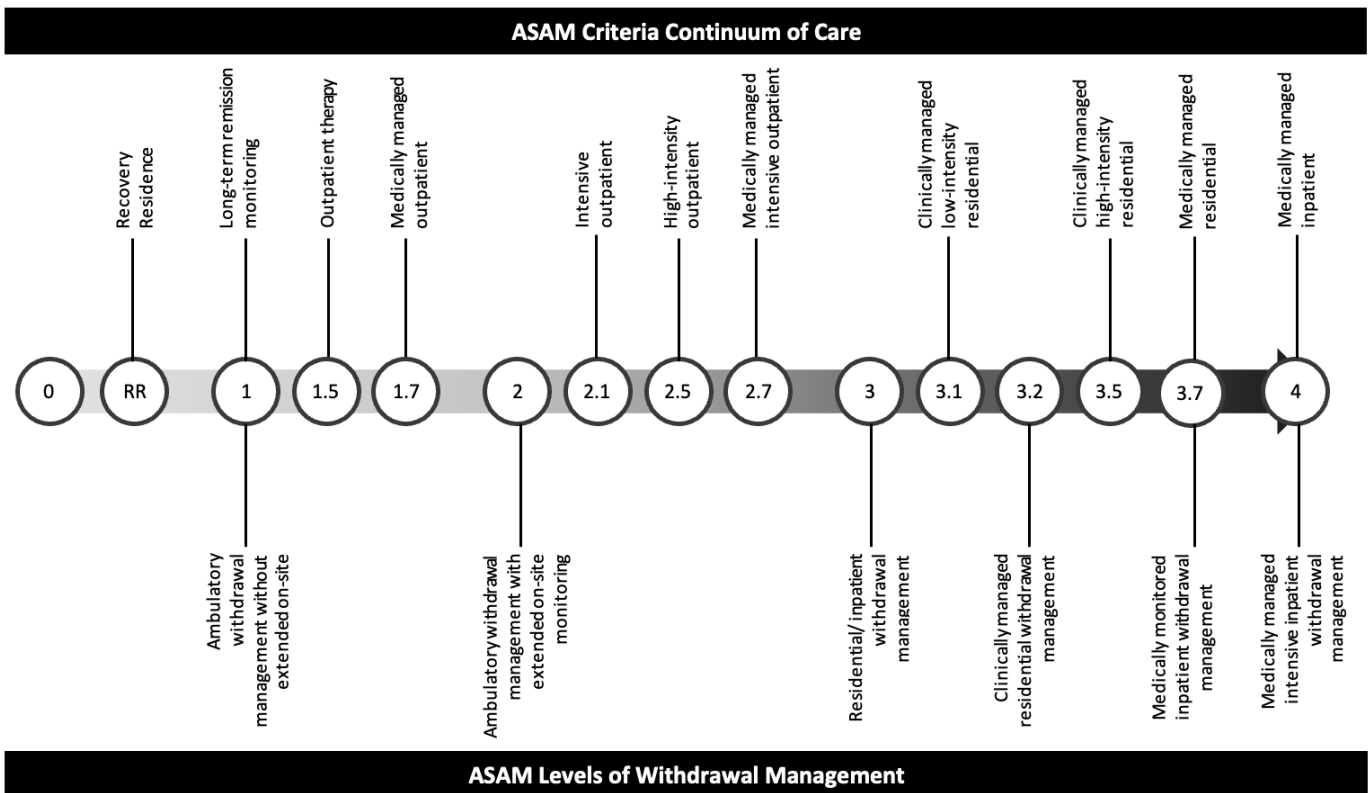 ASAM Criteria Continuum of Care
Recovery
Residence
Long-term remission
monitoring
Outpatient therapy
Medically managed
outpatient
Intensive
outpatient
High-intensity
outpatient
Medically managed
intensive outpatient
Clinically managed
low-intensity
residential
Clinically managed
high-intensity
residential
Medically managed
residential
Medically managed
inpatient
0
RR
1
1.5
1.7
2
2.1
2.5
2.7
3
3.1
3.2
3.5
3.7
4
Ambulatory
withdrawal
management without
extended on-site
Ambulatory withdrawal
management with
extended on-site
monitoring
Residential/ inpatient
withdrawal
management
Clinically managed
residential withdrawal
management
Medically monitored
inpatient withdrawal
management
Medically managed
intensive inpatient
withdrawal
management
ASAM Levels of Withdrawal Management